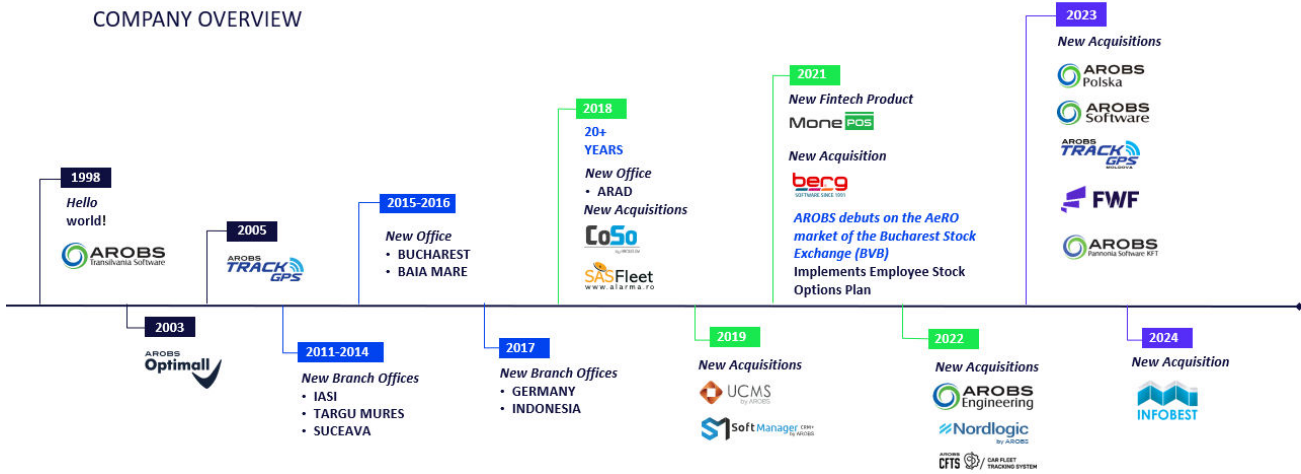 COMPANY OVERVIEW
1998
Hello
world!
AROBS
Transilvania Software
2003
AROBS
Optimall
2005
AROBS
TRACK
GPS
2011-2014
New Branch Offices
• IASI
• TARGU MURES
• SUCEAVA
2015-2016
New Office
• BUCHAREST
• BAIA MARE
2017
New Branch Offices
• GERMANY
• INDONESIA
2018
20+
YEARS
New Office
• ARAD
New Acquisitions
CoSo
by AROBS
SASFleet
www.alarma.ro
2019
New Acquisitions
UCMS
by AROBS
SM SoftManager CRM+
by AROBS
2021
New Fintech Product
Mone POS
New Acquisition
berg
SOFTWARE SINCE 1991
AROBS debuts on the AeRO
market of the Bucharest Stock
Exchange (BVB)
Implements Employee Stock
Options Plan
2022
New Acquisitions
AROBS
Engineering
Nordlogic
by AROBS
AROBS
CFTS / CAR FLEET
TRACKING SYSTEM
2023
New Acquisitions
AROBS
Polska
AROBS
Software
AROBS
TRACK
GPS
MOLDOVA
FWF
AROBS
Pannonia Software KFT
2024
New Acquisition
INFOBEST